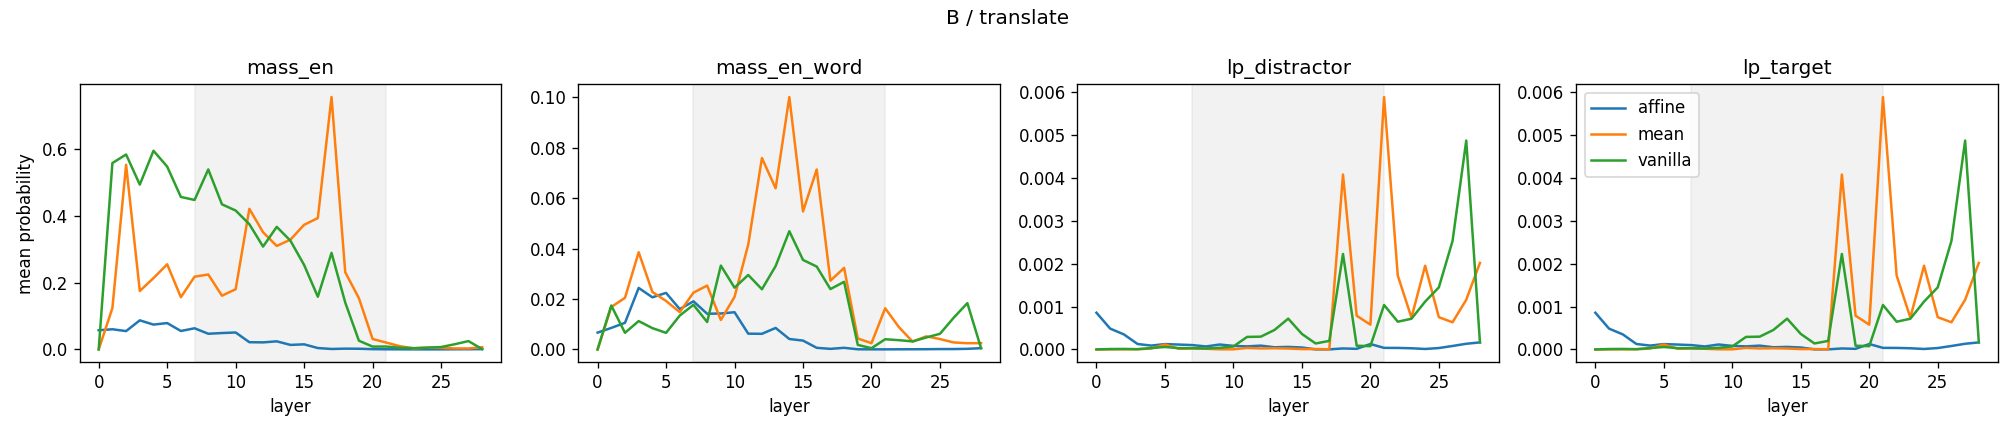 B / translate
mass_en
mass_en_word
lp_distractor
lp_target
mean probability
0.6
0.4
0.2
0.0
0.10
0.08
0.06
0.04
0.02
0.00
0.006
0.005
0.004
0.003
0.002
0.001
0.000
0.006
0.005
0.004
0.003
0.002
0.001
0.000
affine
mean
vanilla
0 5 10 15 20 25
0 5 10 15 20 25
0 5 10 15 20 25
0 5 10 15 20 25
layer
layer
layer
layer